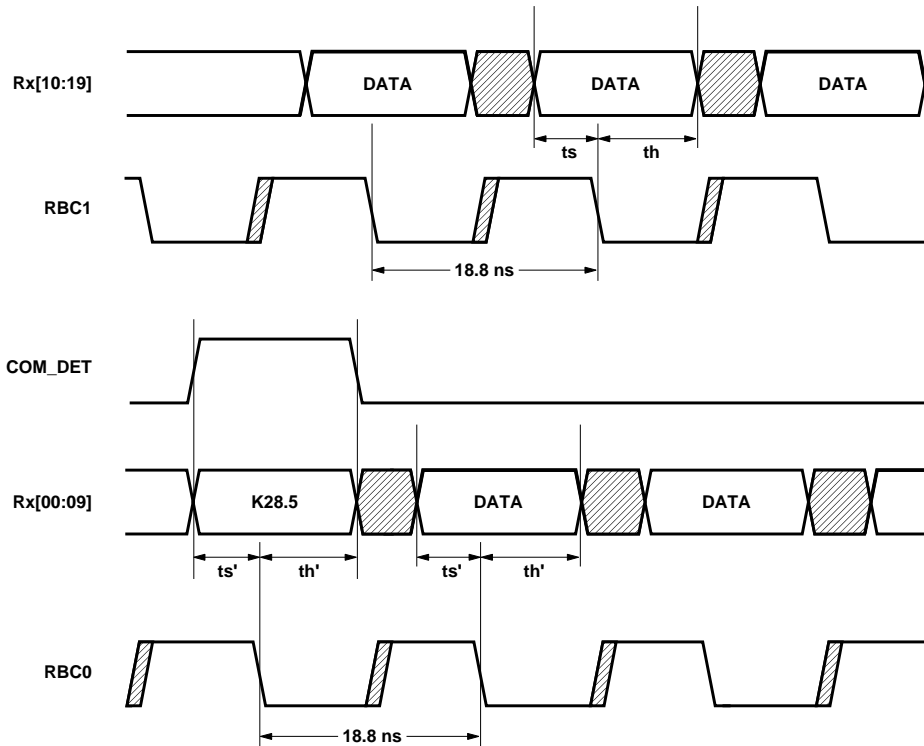 Rx[10:19]
DATA
DATA
DATA
ts
th
RBC1
18.8 ns
COM_DET
Rx[00:09]
K28.5
DATA
DATA
ts'
th'
ts'
th'
RBC0
18.8 ns